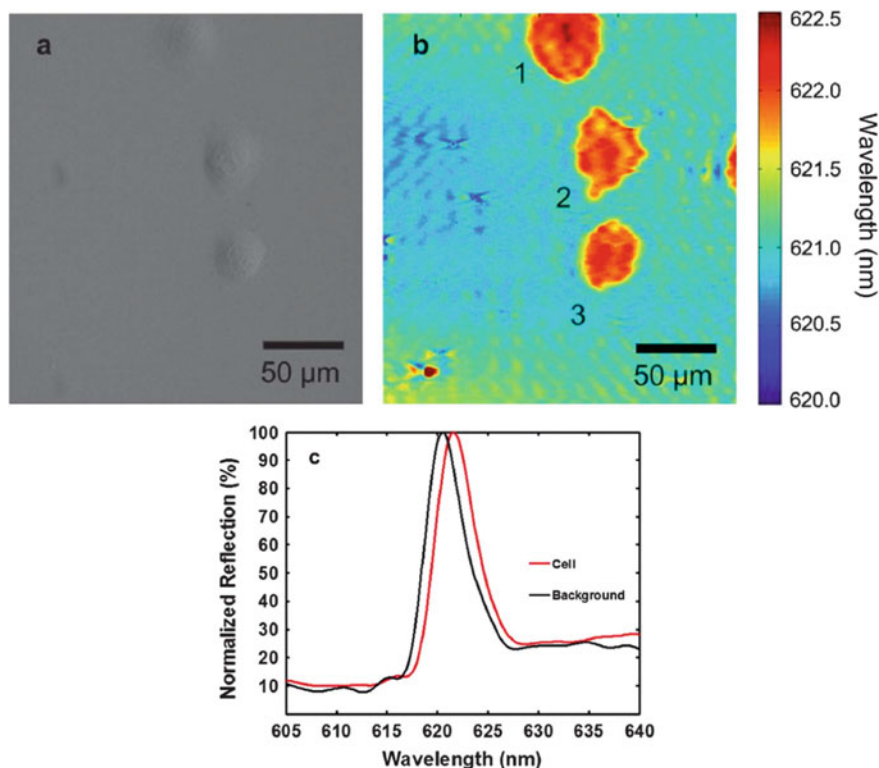 a
50 µm
b
1
2
3
50 µm
622.5
622.0
621.5
621.0
620.5
620.0
Wavelength (nm)
c
100
90
80
70
60
50
40
30
20
10
Normalized Reflection (%)
Cell
Background
605 610 615 620 625 630 635 640
Wavelength (nm)